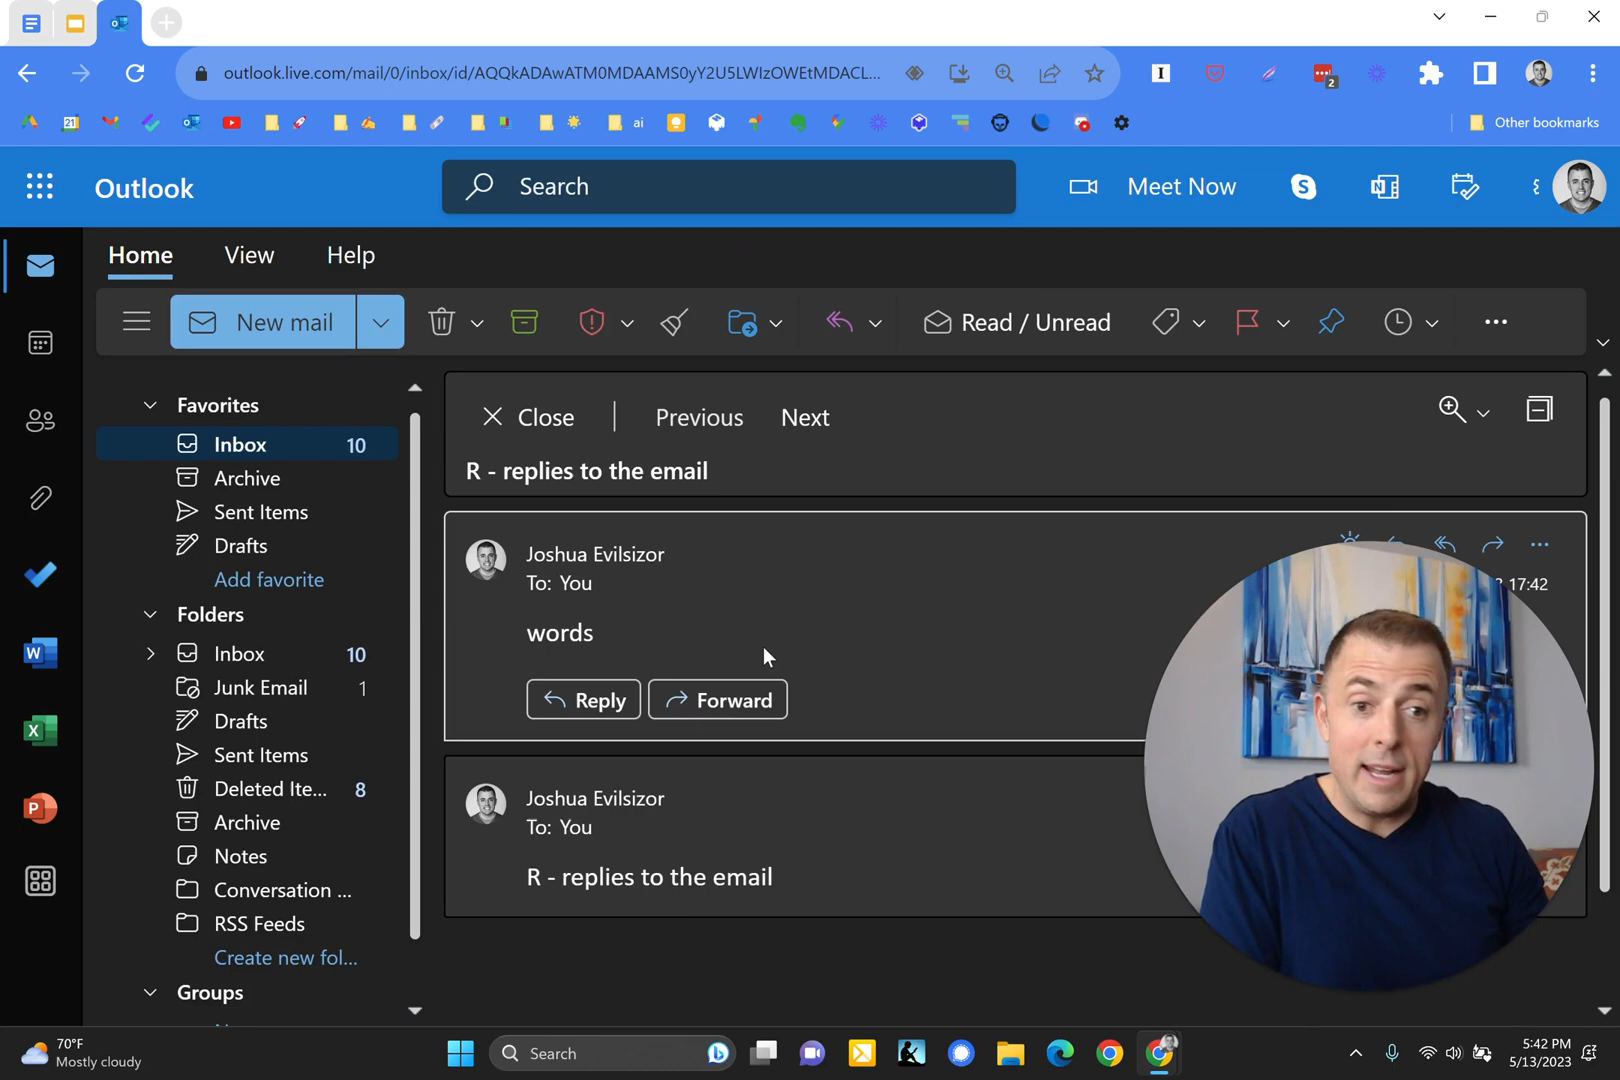 outlook.live.com/mail/0/inbox/id/AQQkADAwATM0MDAAMS0yY2U5LWIzOWEtMDACL...
2
21
ai
Other bookmarks
Outlook
Search
Meet Now
Home
View
Help
New mail
Read / Unread
Favorites
Inbox 10
Archive
Sent Items
Drafts
Add favorite
Folders
Inbox 10
Junk Email 1
Drafts
Sent Items
Deleted Ite... 8
Archive
Notes
Conversation ...
RSS Feeds
Create new fol...
Groups
Close | Previous Next
R - replies to the email
Joshua Evilsizor
To: You
17:42
words
Reply
Forward
Joshua Evilsizor
To: You
R - replies to the email
70°F
Mostly cloudy
Search
5:42 PM
5/13/2023